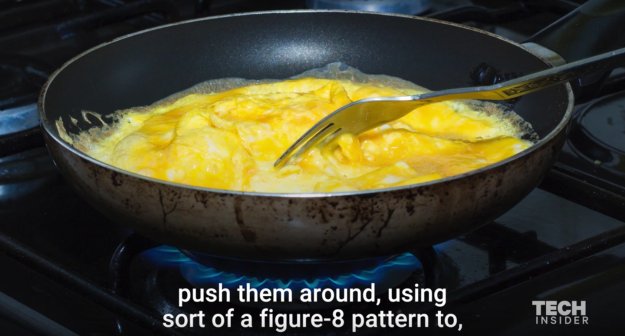 push them around, using
sort of a figure-8 pattern to,
TECH
INSIDER